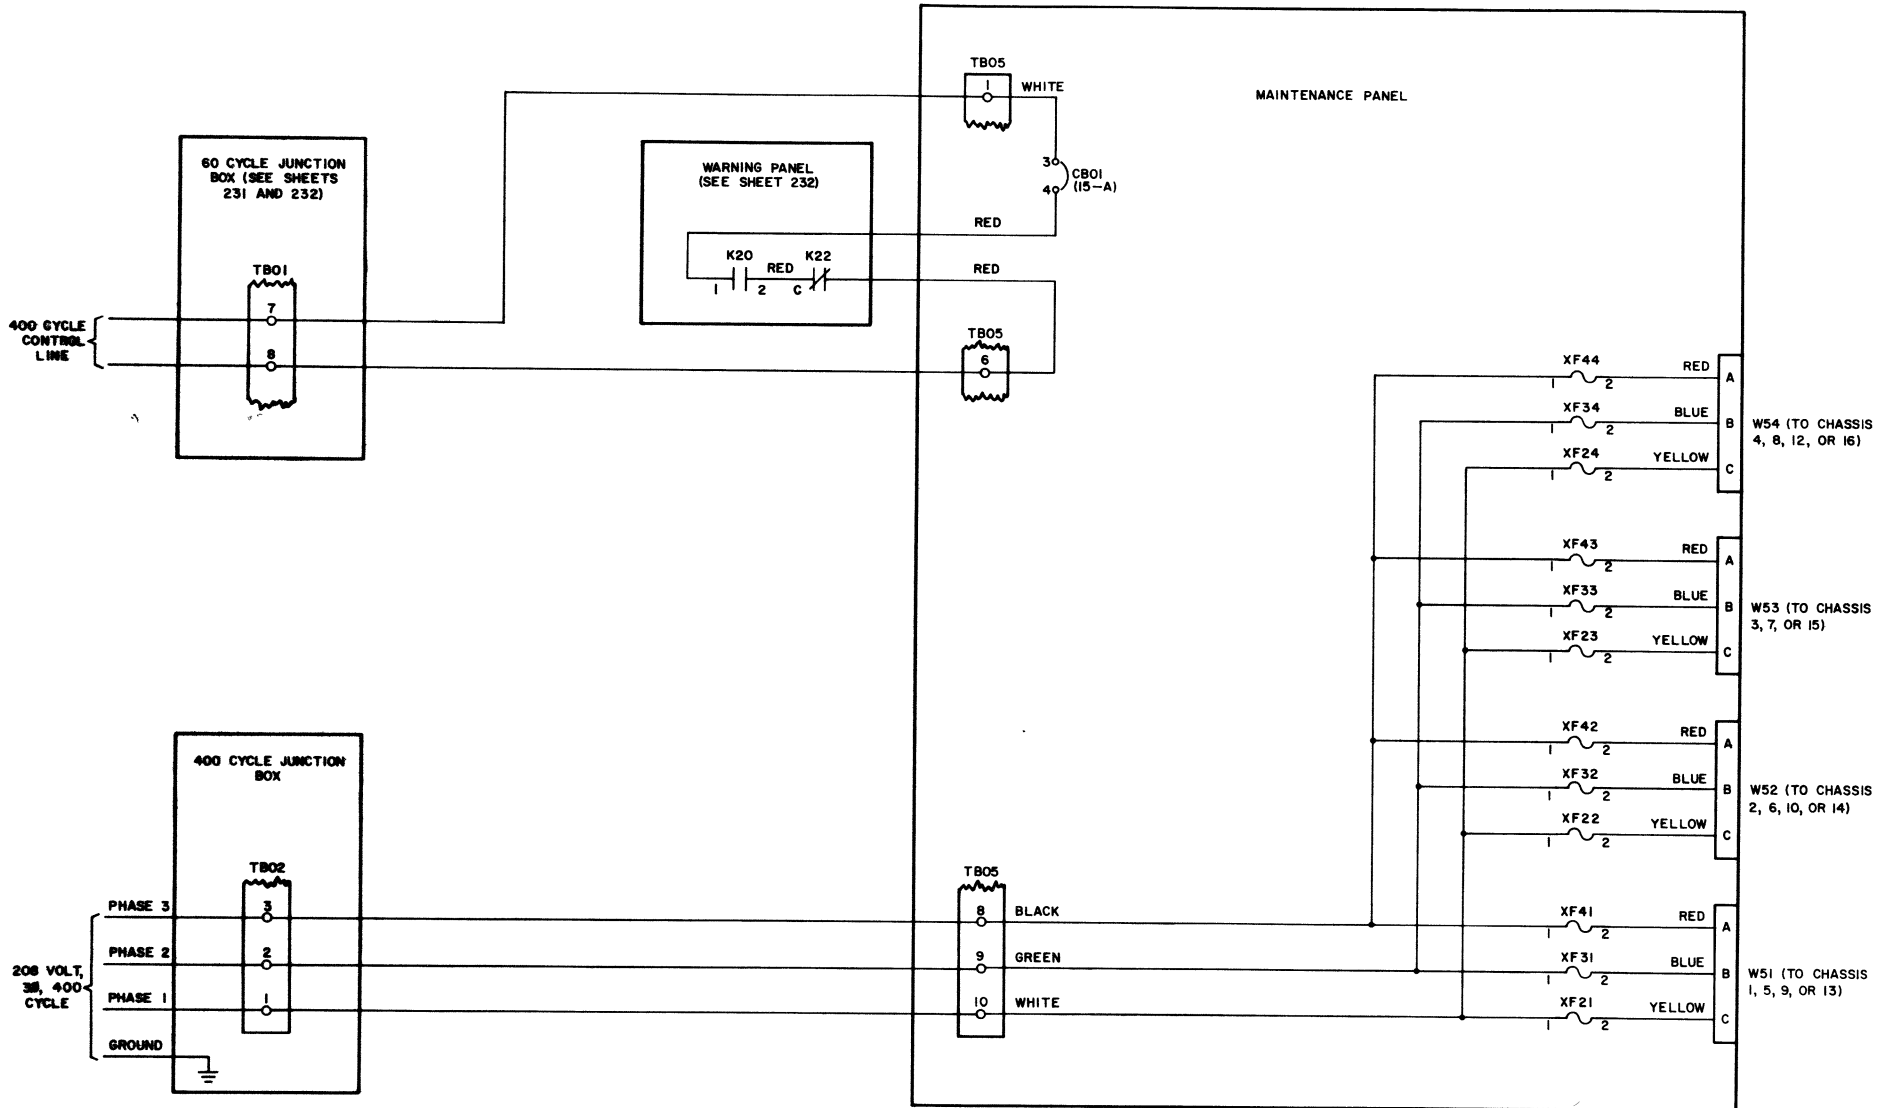 TB05
1
WHITE
MAINTENANCE PANEL
60 CYCLE JUNCTION
BOX (SEE SHEETS
231 AND 232)
WARNING PANEL
(SEE SHEET 232)
3
4
CB01
(15-A)
RED
K20
RED
K22
1
2
C
RED
TB01
7
8
400 CYCLE
CONTROL
LINE
TB05
6
XF44
1
2
RED
A
XF34
1
2
BLUE
B
XF24
1
2
YELLOW
C
W54 (TO CHASSIS
4, 8, 12, OR 16)
XF43
1
2
RED
A
XF33
1
2
BLUE
B
XF23
1
2
YELLOW
C
W53 (TO CHASSIS
3, 7, OR 15)
XF42
1
2
RED
A
XF32
1
2
BLUE
B
XF22
1
2
YELLOW
C
W52 (TO CHASSIS
2, 6, 10, OR 14)
400 CYCLE JUNCTION
BOX
TB02
3
2
1
PHASE 3
PHASE 2
PHASE 1
GROUND
208 VOLT,
3Ø, 400
CYCLE
TB05
8
BLACK
9
GREEN
10
WHITE
XF41
1
2
RED
A
XF31
1
2
BLUE
B
XF21
1
2
YELLOW
C
W51 (TO CHASSIS
1, 5, 9, OR 13)